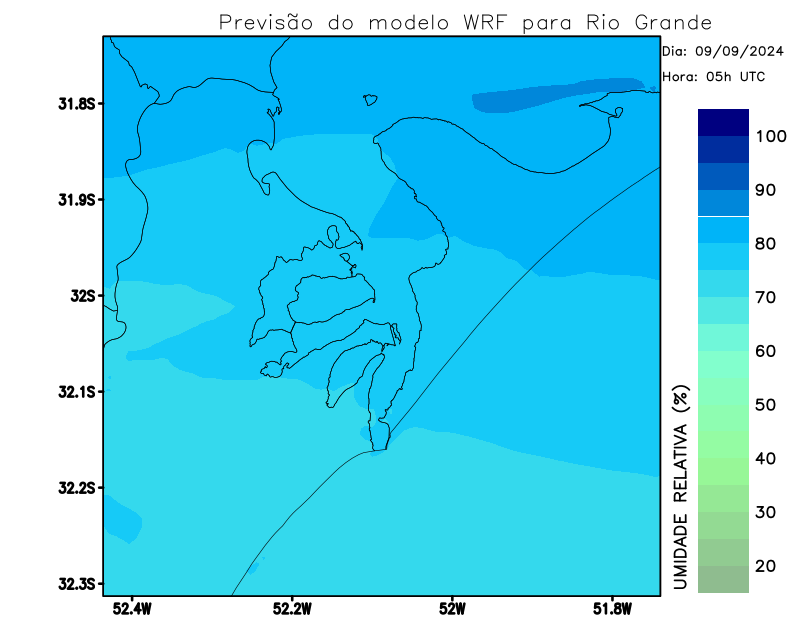 Previsão do modelo WRF para Rio Grande
Dia: 09/09/2024
Hora: 05h UTC
31.8S
31.9S
32S
32.1S
32.2S
32.3S
52.4W
52.2W
52W
51.8W
100
90
80
70
60
50
40
30
20
UMIDADE RELATIVA (%)